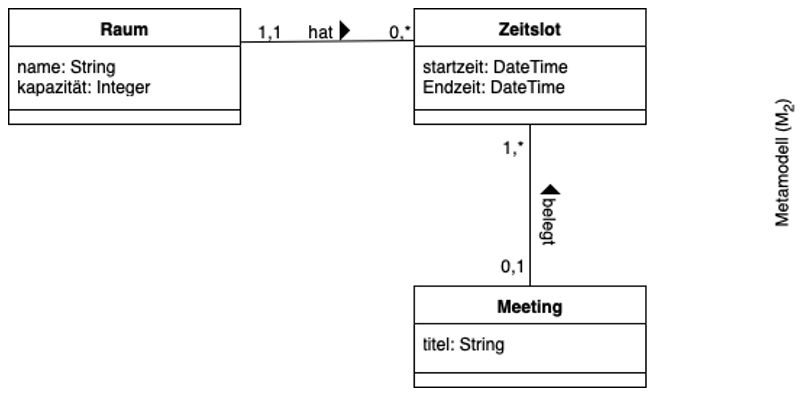 Raum
name: String
kapazität: Integer
1,1 hat 0,*
Zeitslot
startzeit: DateTime
Endzeit: DateTime
1,*
belegt
0,1
Meeting
titel: String
Metamodell (M2)